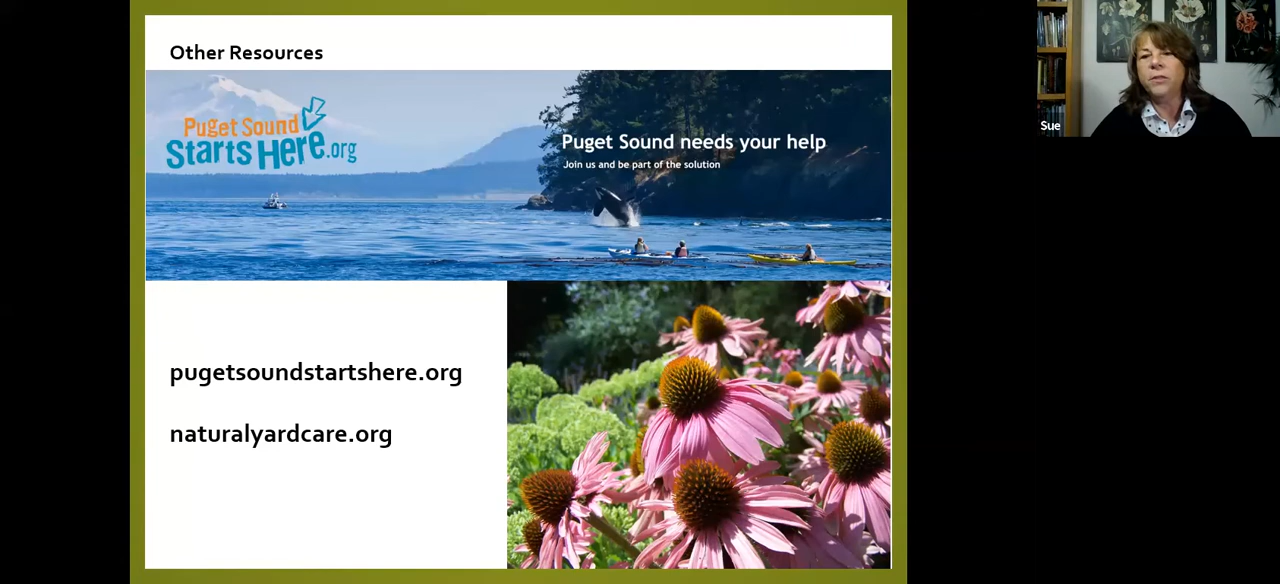 Other Resources
Puget Sound
Starts Here.org
Puget Sound needs your help
Join us and be part of the solution
pugetsoundstartshere.org
naturalyardcare.org
Sue